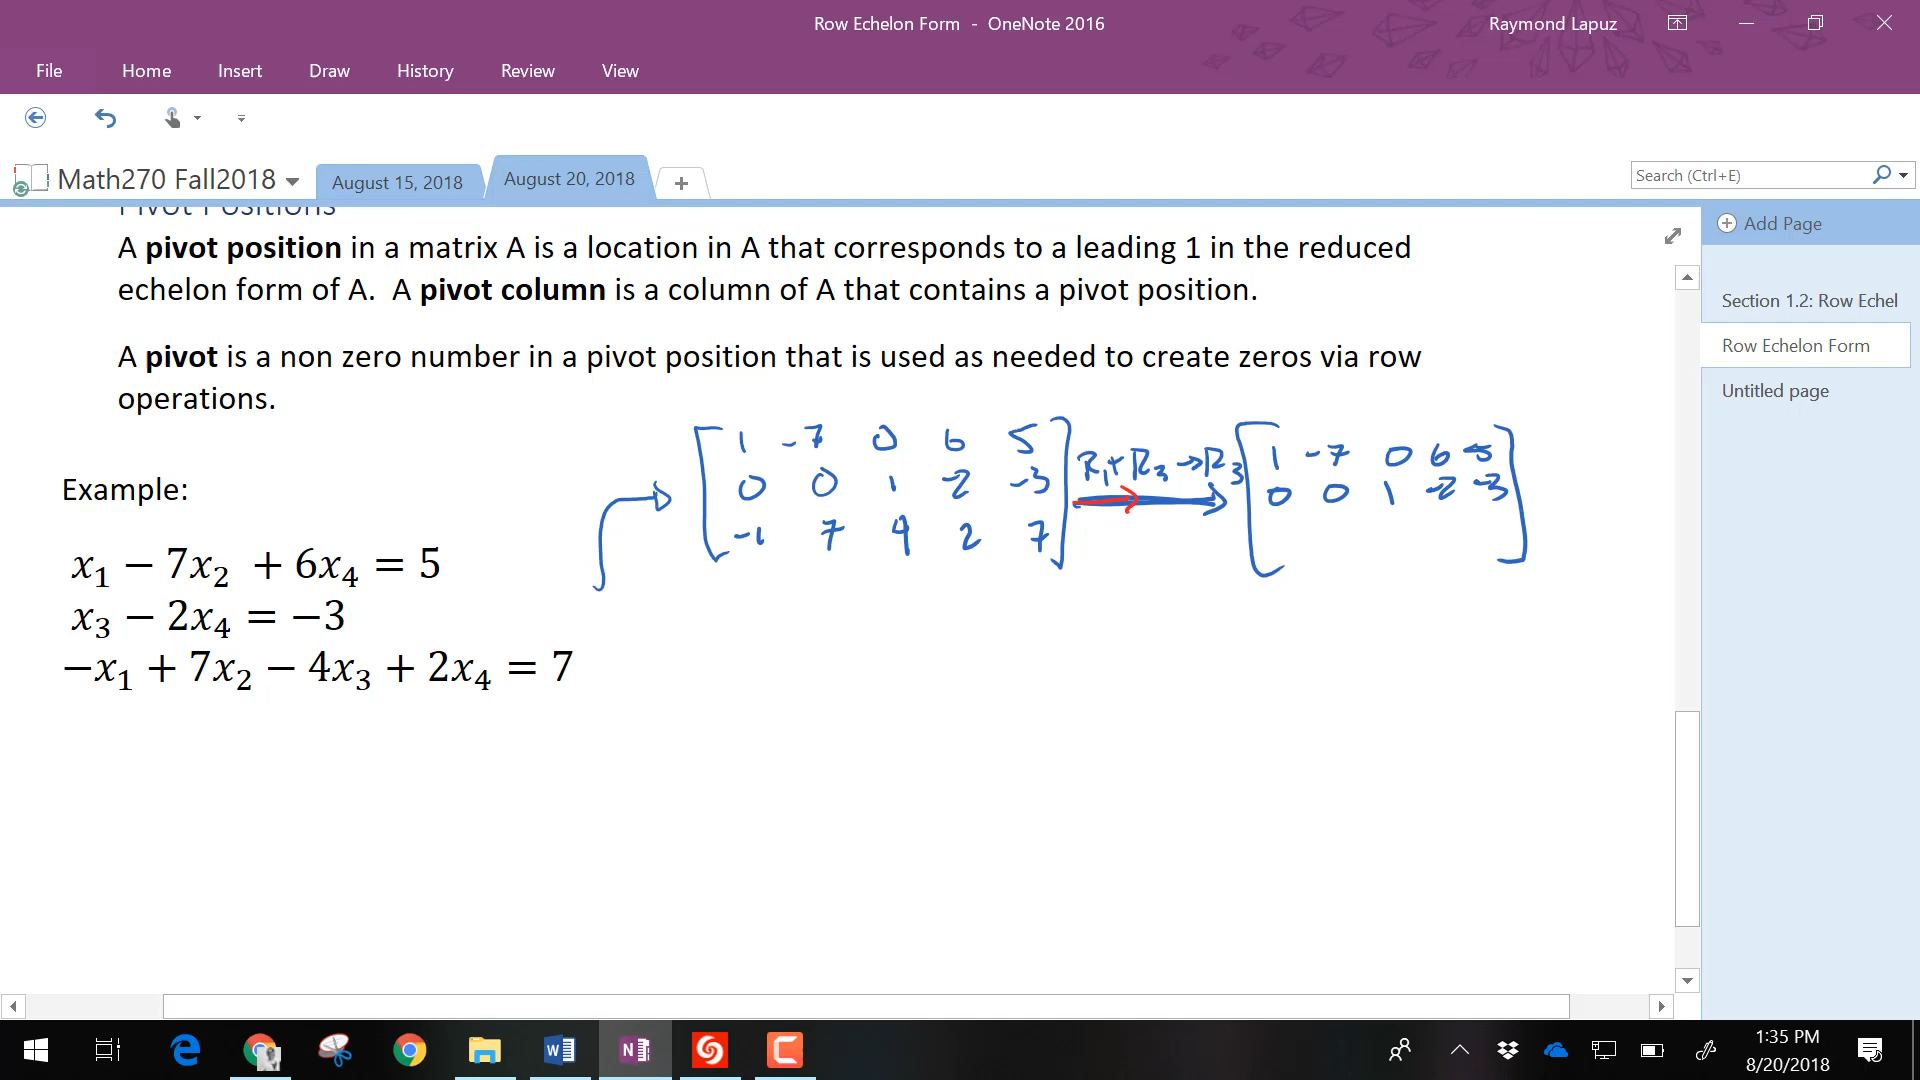 Row Echelon Form - OneNote 2016
Raymond Lapuz
File Home Insert Draw History Review View
Math270 Fall2018
August 15, 2018
August 20, 2018
Search (Ctrl+E)
Pivot Positions
A pivot position in a matrix A is a location in A that corresponds to a leading 1 in the reduced
echelon form of A. A pivot column is a column of A that contains a pivot position.
A pivot is a non zero number in a pivot position that is used as needed to create zeros via row
operations.
Example:
x₁ − 7x₂ + 6x₄ = 5
x₃ − 2x₄ = −3
−x₁ + 7x₂ − 4x₃ + 2x₄ = 7
1 -7 0 6 5
0 0 1 -2 -3
-1 7 4 2 7
R₁+R₃→R₃
1 -7 0 6 5
0 0 1 -2 -3
Add Page
Section 1.2: Row Echel
Row Echelon Form
Untitled page
1:35 PM
8/20/2018